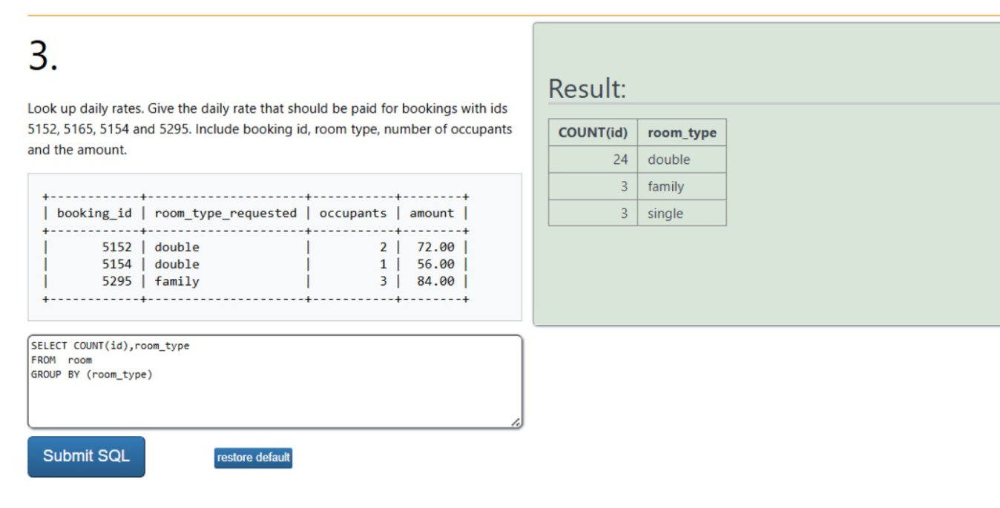 3.
Look up daily rates. Give the daily rate that should be paid for bookings with ids
5152, 5165, 5154 and 5295. Include booking id, room type, number of occupants
and the amount.
+------------+---------------------+-----------+--------+
| booking_id | room_type_requested | occupants | amount |
+------------+---------------------+-----------+--------+
|       5152 | double              |         2 |  72.00 |
|       5154 | double              |         1 |  56.00 |
|       5295 | family              |         3 |  84.00 |
+------------+---------------------+-----------+--------+
SELECT COUNT(id),room_type
FROM  room
GROUP BY (room_type)
Submit SQL
restore default
Result:
COUNT(id) room_type
24 double
3 family
3 single